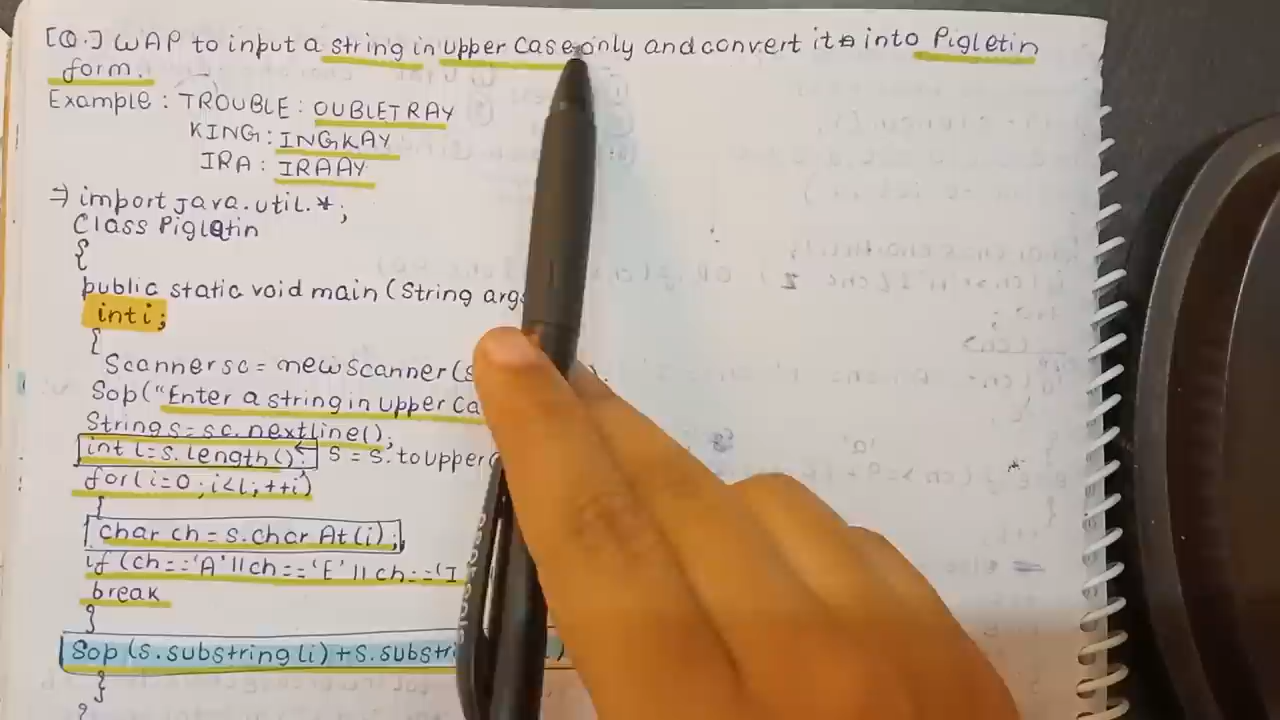 [Q.] WAP to input a string in upper case only and convert it into Pigletin
form.
Example : TROUBLE : OUBLETRAY
KING : INGKAY
IRA : IRAAY
⇒ import java.util.*;
Class Piglatin
{
public static void main (String arg
int i;
{
Scanner sc = new Scanner (s
Sop("Enter a string in upper ca
String s = sc.nextline();
int l = s.length(); s = s.toupper
for(i=0; i<l; ++i)
{
char ch = s.charAt(i);
if (ch=='A' || ch=='E' || ch=='I
break
}
Sop (s.substring(i) + s.substri
}
}